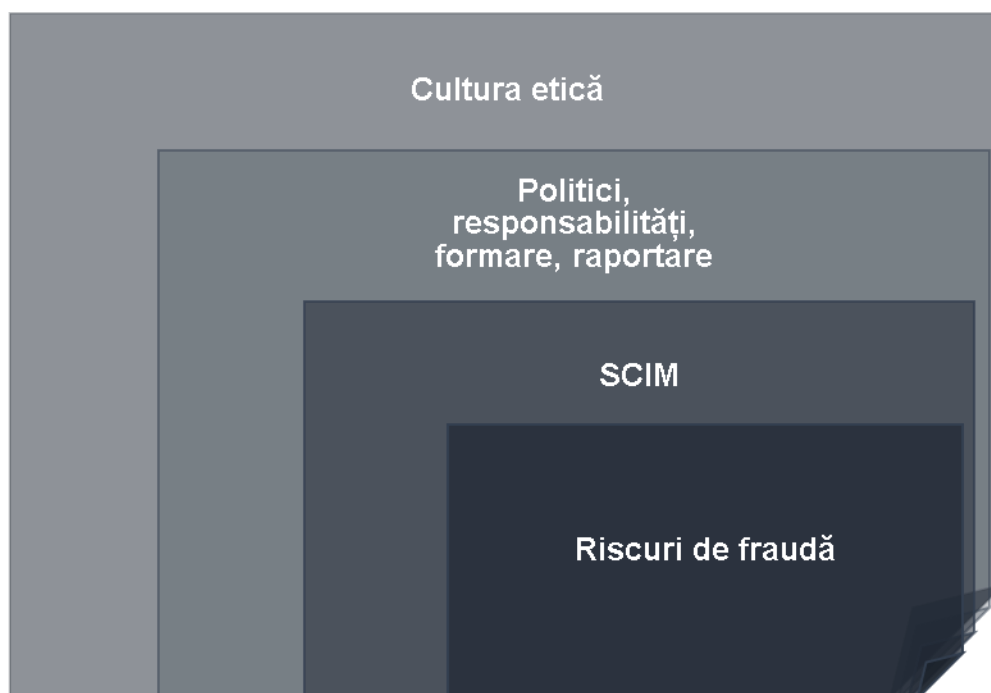 Cultura etică
Politici,
responsabilități,
formare, raportare
SCIM
Riscuri de fraudă